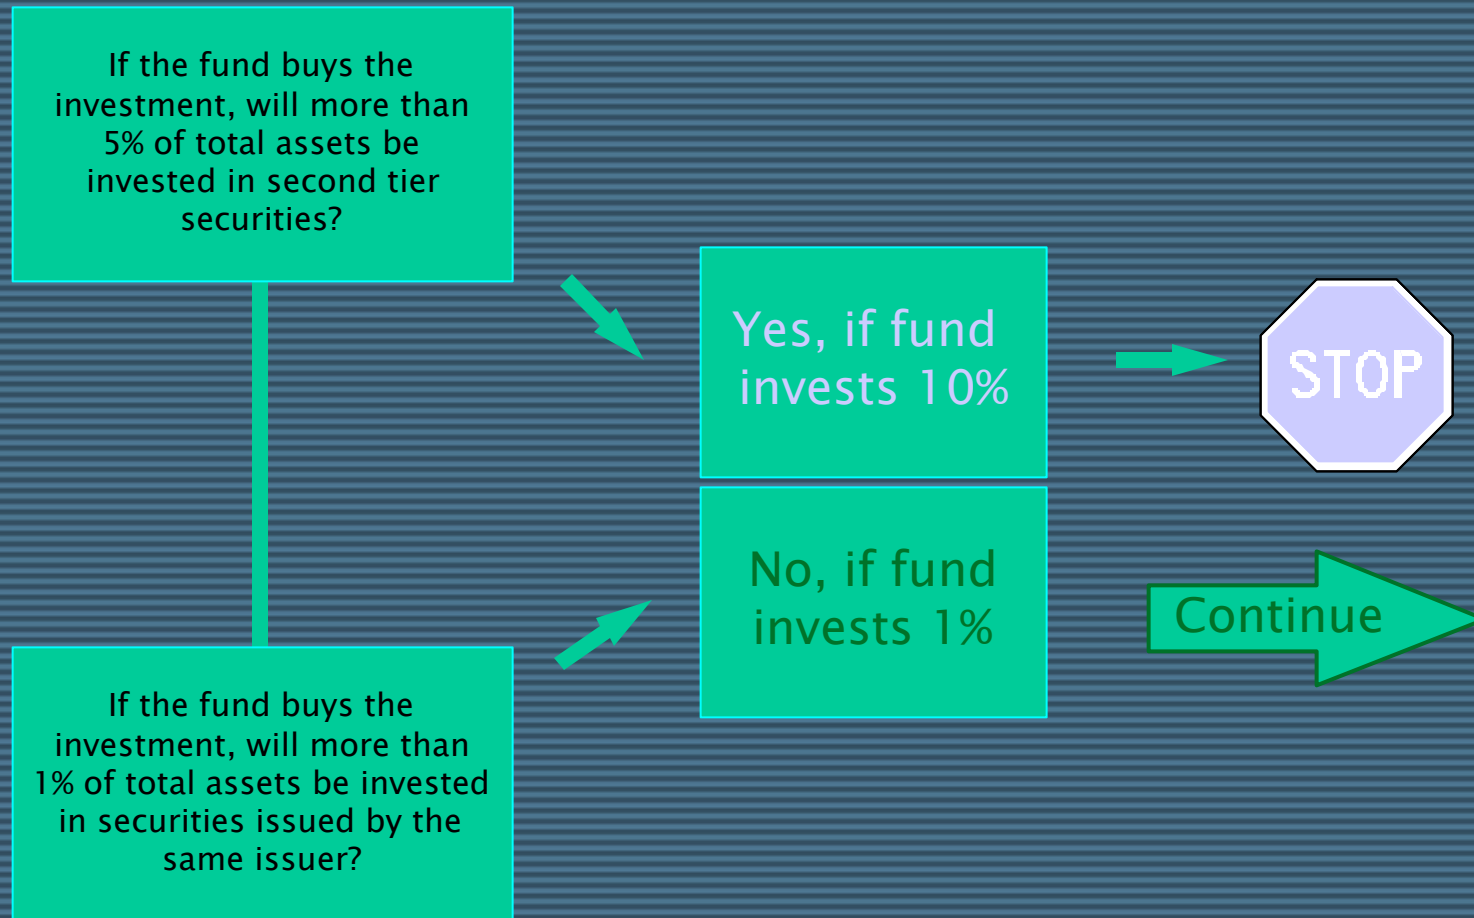 If the fund buys the
investment, will more than
5% of total assets be
invested in second tier
securities?
Yes, if fund
invests 10%
STOP
No, if fund
invests 1%
Continue
If the fund buys the
investment, will more than
1% of total assets be invested
in securities issued by the
same issuer?